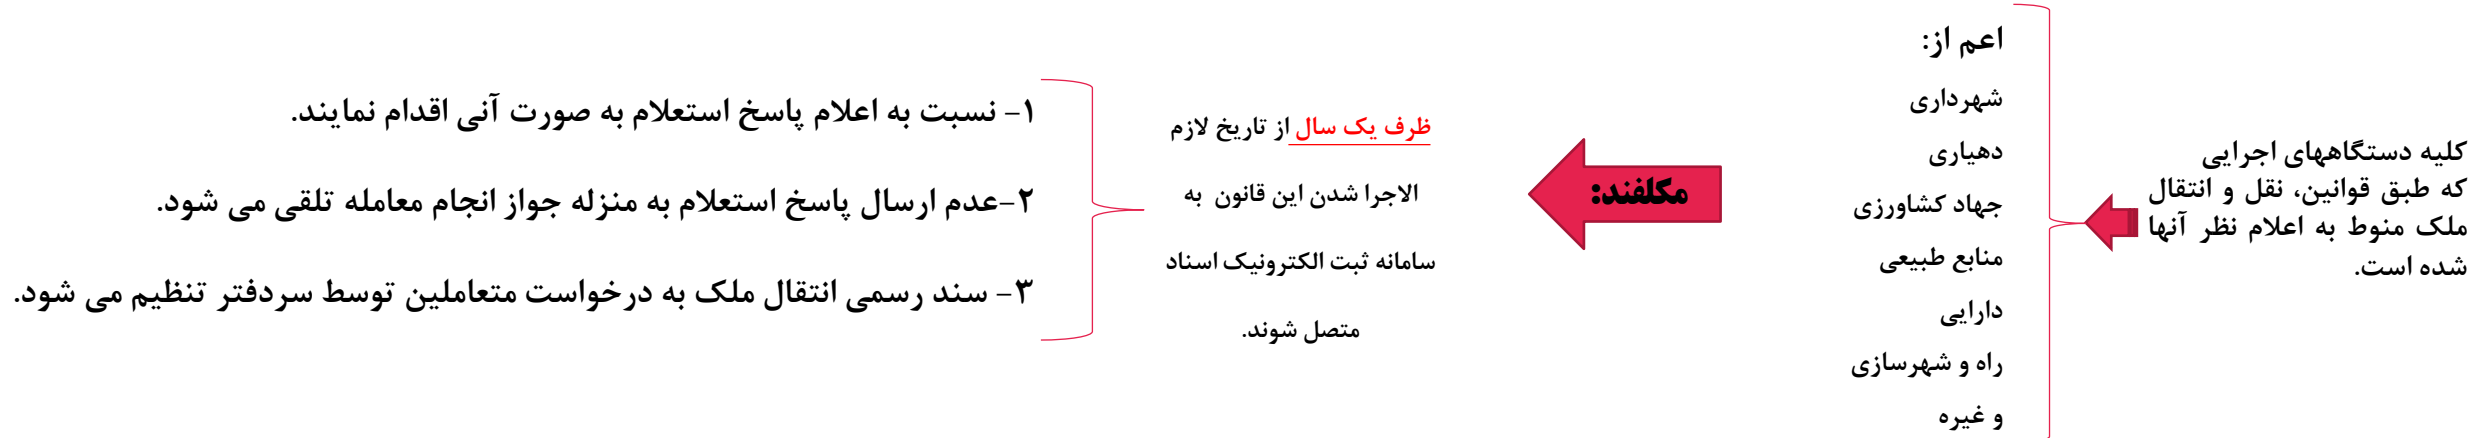 کلیه دستگاههای اجرایی
که طبق قوانین، نقل و انتقال
ملک منوط به اعلام نظر آنها
شده است.
اعم از:
شهرداری
دهیاری
جهاد کشاورزی
منابع طبیعی
دارایی
راه و شهرسازی
و غیره
مکلفند:
ظرف یک سال از تاریخ لازم
الاجرا شدن این قانون به
سامانه ثبت الکترونیک اسناد
متصل شوند.
۱- نسبت به اعلام پاسخ استعلام به صورت آنی اقدام نمایند.
۲-عدم ارسال پاسخ استعلام به منزله جواز انجام معامله تلقی می شود.
۳- سند رسمی انتقال ملک به درخواست متعاملین توسط سردفتر تنظیم می شود.